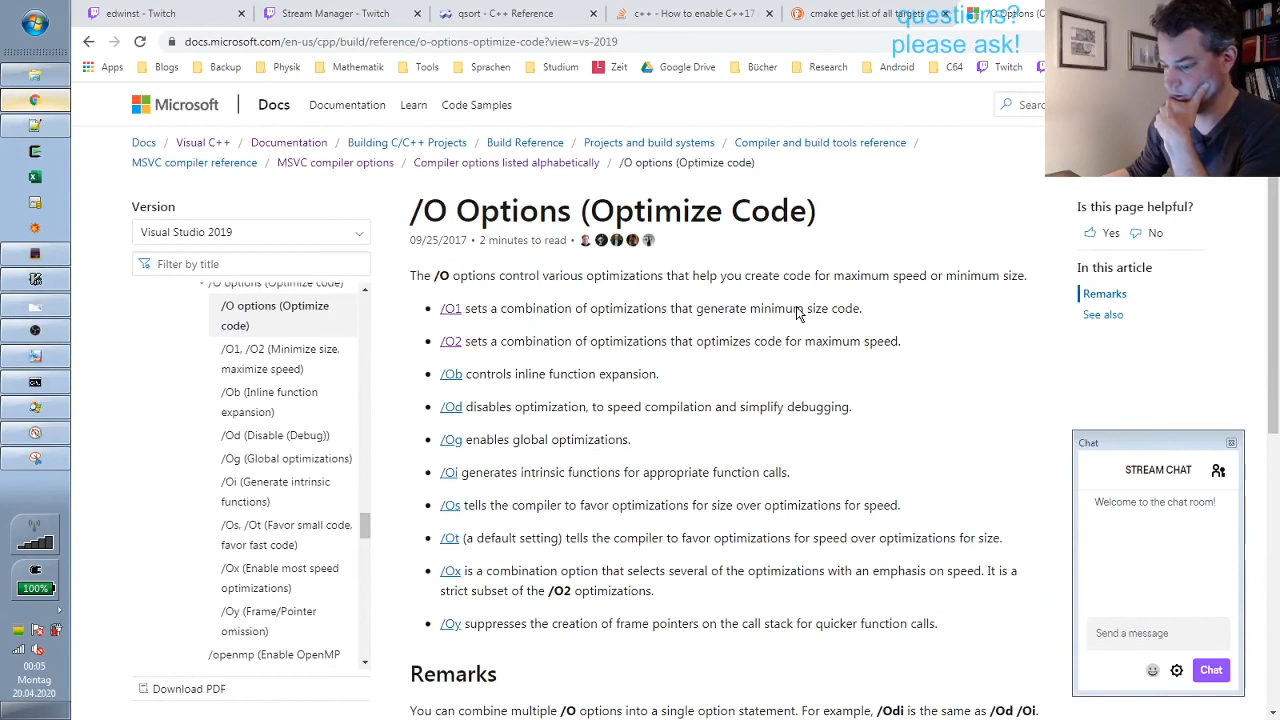 edwinst - Twitch
Video Manager - Twitch
qsort - C++ Reference
c++ - How to enable C++17
cmake get list of all targets
questions?
please ask!
docs.microsoft.com/en-us/cpp/build/reference/o-options-optimize-code?view=vs-2019
Apps Blogs Backup Tools Sprachen Studium Zeit Google Drive Bücher Research Android C64 Twitch
Microsoft Docs Documentation Learn Code Samples
Docs / Visual C++ / Documentation / Building C/C++ Projects / Build Reference / Projects and build systems / Compiler and build tools reference /
MSVC compiler reference / MSVC compiler options / Compiler options listed alphabetically / /O options (Optimize code)
Version
Visual Studio 2019
Filter by title
/O options (Optimize code)
/O options (Optimize
code)
/O1, /O2 (Minimize size,
maximize speed)
/Ob (Inline function
expansion)
/Od (Disable (Debug))
/Og (Global optimizations)
/Oi (Generate intrinsic
functions)
/Os, /Ot (Favor small code,
favor fast code)
/Ox (Enable most speed
optimizations)
/Oy (Frame/Pointer
omission)
/openmp (Enable OpenMP
Download PDF
/O Options (Optimize Code)
09/25/2017 • 2 minutes to read •
The /O options control various optimizations that help you create code for maximum speed or minimum size.
• /O1 sets a combination of optimizations that generate minimum size code.
• /O2 sets a combination of optimizations that optimizes code for maximum speed.
• /Ob controls inline function expansion.
• /Od disables optimization, to speed compilation and simplify debugging.
• /Og enables global optimizations.
• /Oi generates intrinsic functions for appropriate function calls.
• /Os tells the compiler to favor optimizations for size over optimizations for speed.
• /Ot (a default setting) tells the compiler to favor optimizations for speed over optimizations for size.
• /Ox is a combination option that selects several of the optimizations with an emphasis on speed. It is a
strict subset of the /O2 optimizations.
• /Oy suppresses the creation of frame pointers on the call stack for quicker function calls.
Remarks
You can combine multiple /O options into a single option statement. For example, /Odi is the same as /Od /Oi.
Is this page helpful?
Yes No
In this article
Remarks
See also
Chat
STREAM CHAT
Welcome to the chat room!
Send a message
Chat
100%
00:05
Montag
20.04.2020